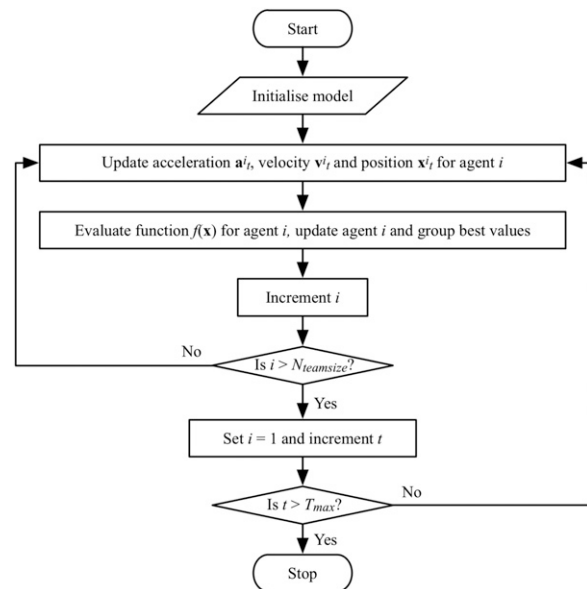 Start
Initialise model
Update acceleration aⁱₜ, velocity vⁱₜ and position xⁱₜ for agent i
Evaluate function f(x) for agent i, update agent i and group best values
Increment i
No
Is i > Nteamsize?
Yes
Set i = 1 and increment t
Is t > Tmax?
No
Yes
Stop